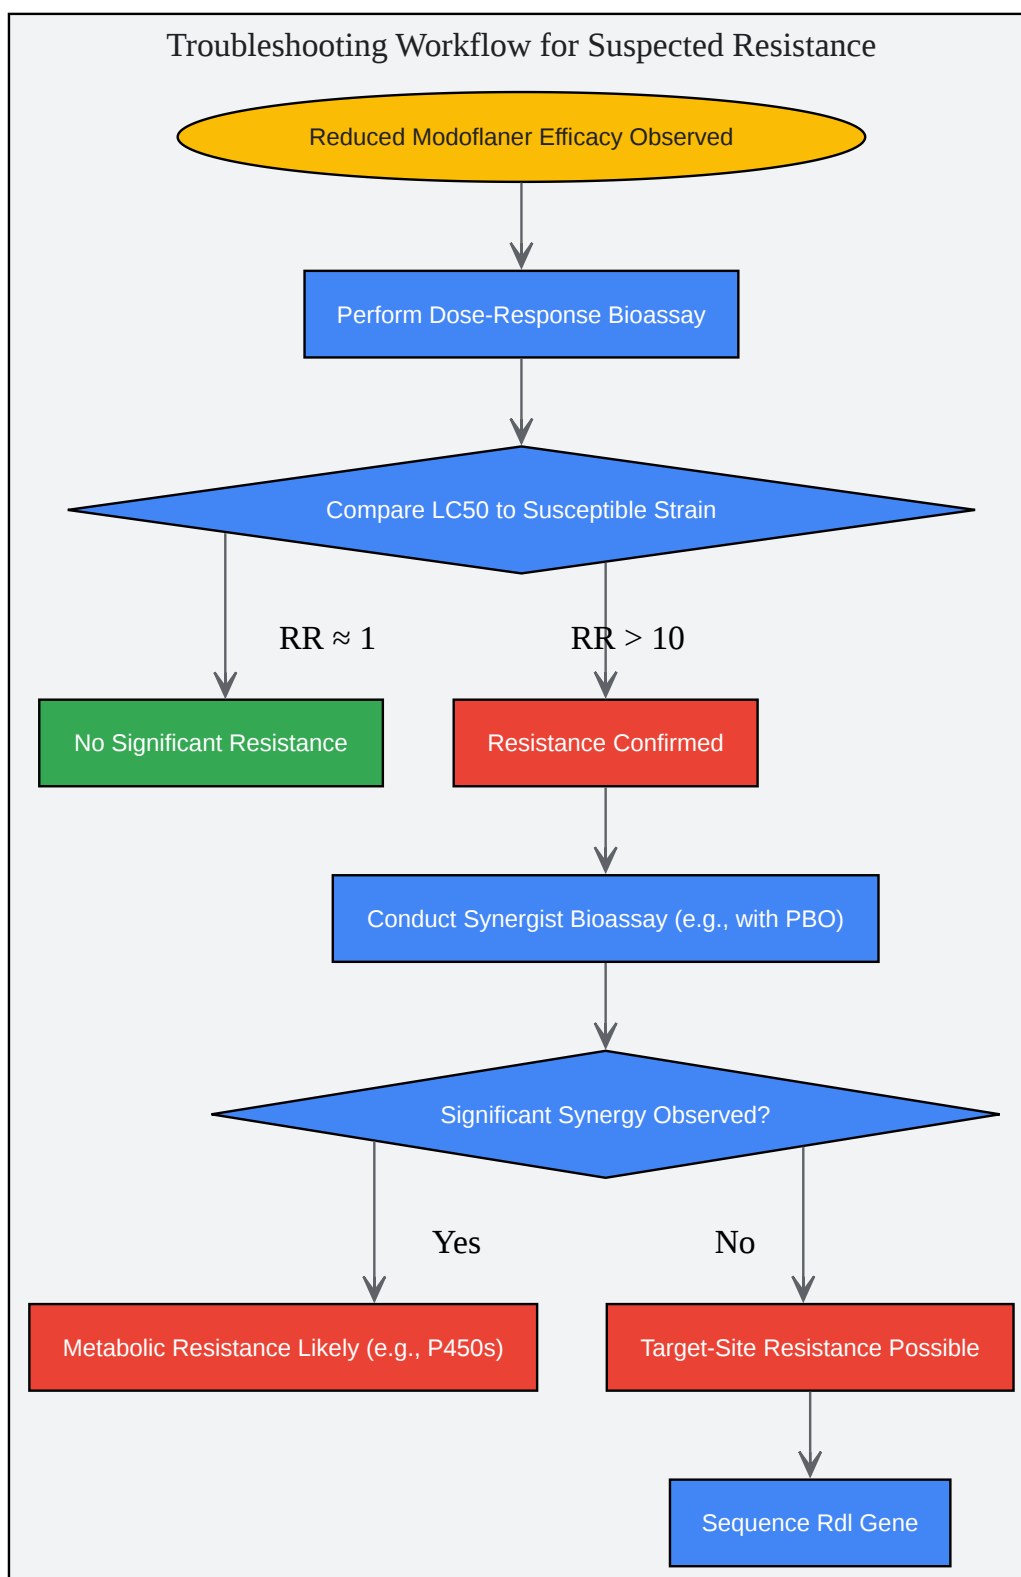 Troubleshooting Workflow for Suspected Resistance
Reduced Modoflaner Efficacy Observed
Perform Dose-Response Bioassay
Compare LC50 to Susceptible Strain
RR ≈ 1
RR > 10
No Significant Resistance
Resistance Confirmed
Conduct Synergist Bioassay (e.g., with PBO)
Significant Synergy Observed?
Yes
No
Metabolic Resistance Likely (e.g., P450s)
Target-Site Resistance Possible
Sequence Rdl Gene